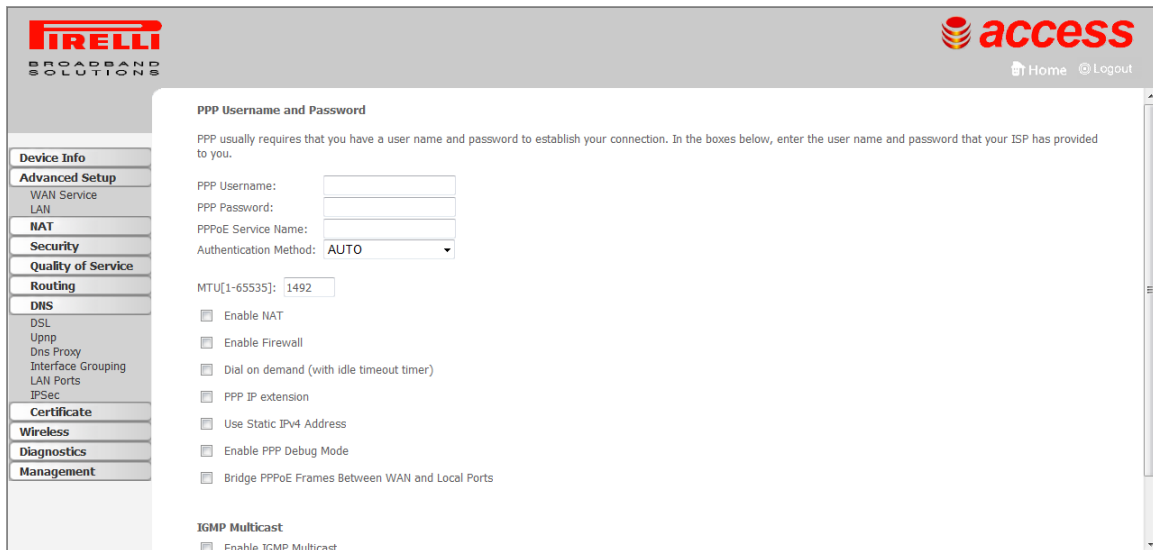 PIRELLI
BROADBAND
SOLUTIONS
access
Home Logout
PPP Username and Password
PPP usually requires that you have a user name and password to establish your connection. In the boxes below, enter the user name and password that your ISP has provided
to you.
Device Info
Advanced Setup
WAN Service
LAN
NAT
Security
Quality of Service
Routing
DNS
DSL
Upnp
Dns Proxy
Interface Grouping
LAN Ports
IPSec
Certificate
Wireless
Diagnostics
Management
PPP Username:
PPP Password:
PPPoE Service Name:
Authentication Method: AUTO
MTU[1-65535]: 1492
Enable NAT
Enable Firewall
Dial on demand (with idle timeout timer)
PPP IP extension
Use Static IPv4 Address
Enable PPP Debug Mode
Bridge PPPoE Frames Between WAN and Local Ports
IGMP Multicast
Enable IGMP Multicast